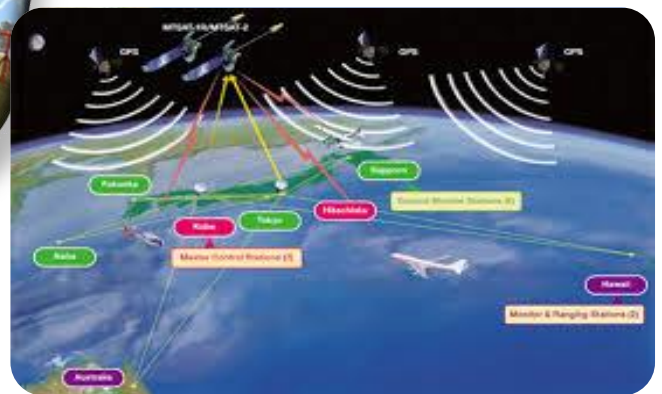 MTSAT-1R/MTSAT-2
GPS
GPS
GPS
Fukuoka
Sapporo
Ground Monitor Stations (4)
Kobe
Tokyo
Hitachiota
Naha
Master Control Stations (2)
Hawaii
Monitor & Ranging Stations (2)
Australia